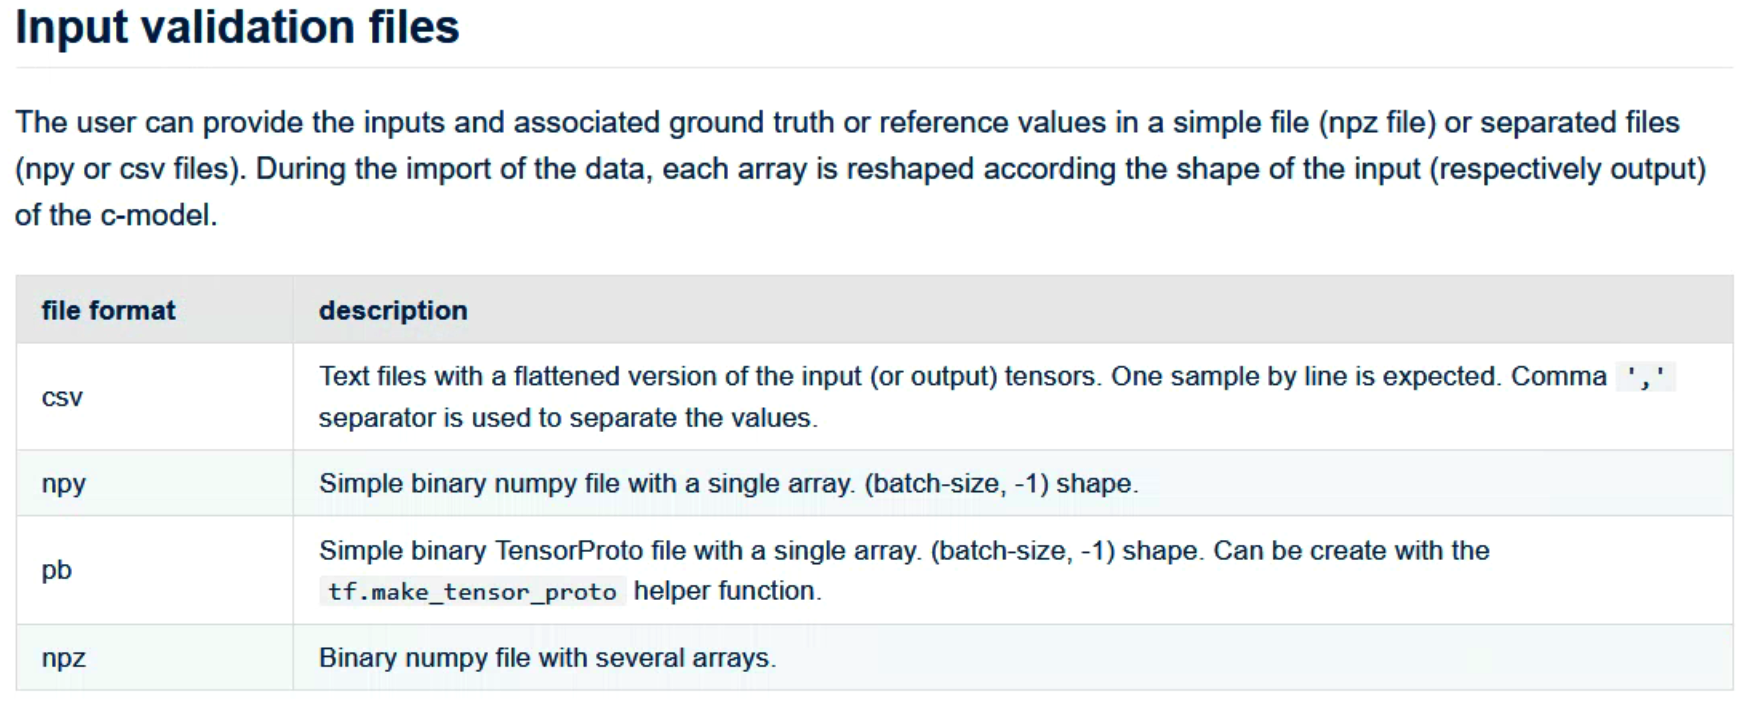 Input validation files
The user can provide the inputs and associated ground truth or reference values in a simple file (npz file) or separated files
(npy or csv files). During the import of the data, each array is reshaped according the shape of the input (respectively output)
of the c-model.
file format description
csv Text files with a flattened version of the input (or output) tensors. One sample by line is expected. Comma ','
separator is used to separate the values.
npy Simple binary numpy file with a single array. (batch-size, -1) shape.
pb Simple binary TensorProto file with a single array. (batch-size, -1) shape. Can be create with the
tf.make_tensor_proto helper function.
npz Binary numpy file with several arrays.